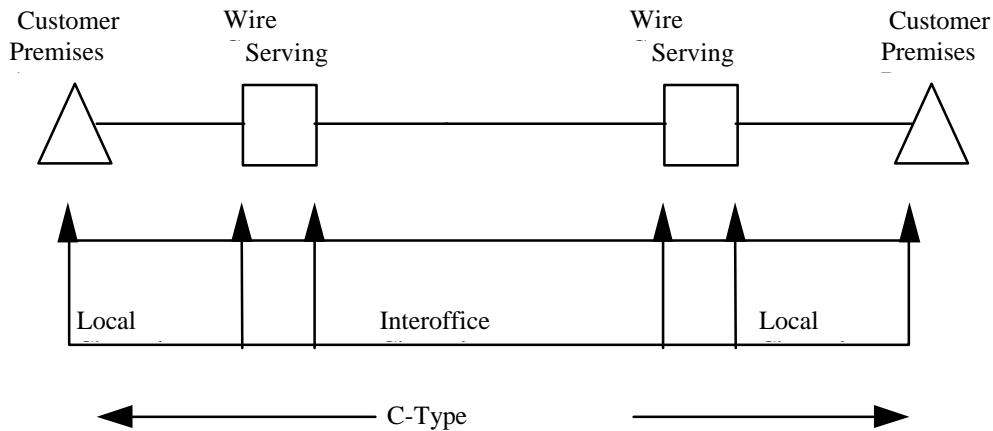 Customer
Premises
Wire
Serving
Wire
Serving
Customer
Premises
Local
Interoffice
Local
C-Type